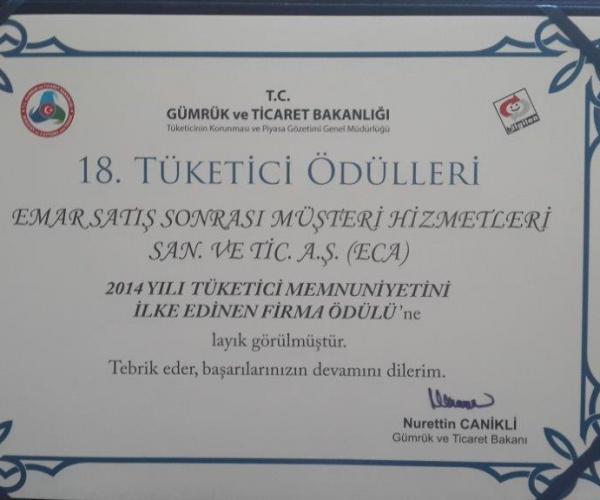 T.C.
GÜMRÜK ve TİCARET BAKANLIĞI
Tüketicinin Korunması ve Piyasa Gözetimi Genel Müdürlüğü
bilgilen
18. TÜKETİCİ ÖDÜLLERİ
EMAR SATIŞ SONRASI MÜŞTERİ HİZMETLERİ
SAN. VE TİC. A.Ş. (ECA)
2014 YILI TÜKETİCİ MEMNUNİYETİNİ
İLKE EDİNEN FİRMA ÖDÜLÜ'ne
layık görülmüştür.
Tebrik eder, başarılarınızın devamını dilerim.
Nurettin CANİKLİ
Gümrük ve Ticaret Bakanı